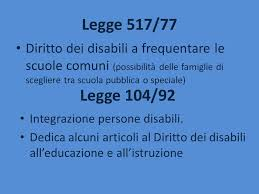 Legge 517/77
• Diritto dei disabili a frequentare le
scuole comuni (possibilità delle famiglie di
scegliere tra scuola pubblica o speciale)
Legge 104/92
• Integrazione persone disabili.
• Dedica alcuni articoli al Diritto dei disabili
all'educazione e all'istruzione